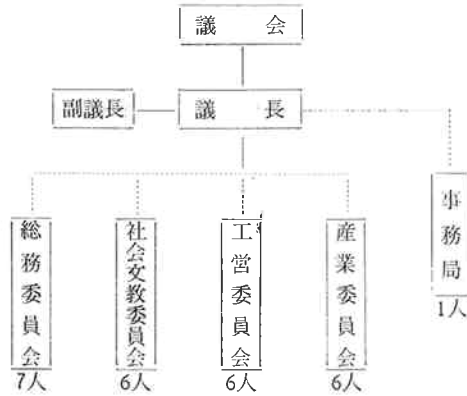 議会
副議長
議長
総務委員会
7人
社会文教委員会
6人
工営委員会
6人
産業委員会
6人
事務局
1人